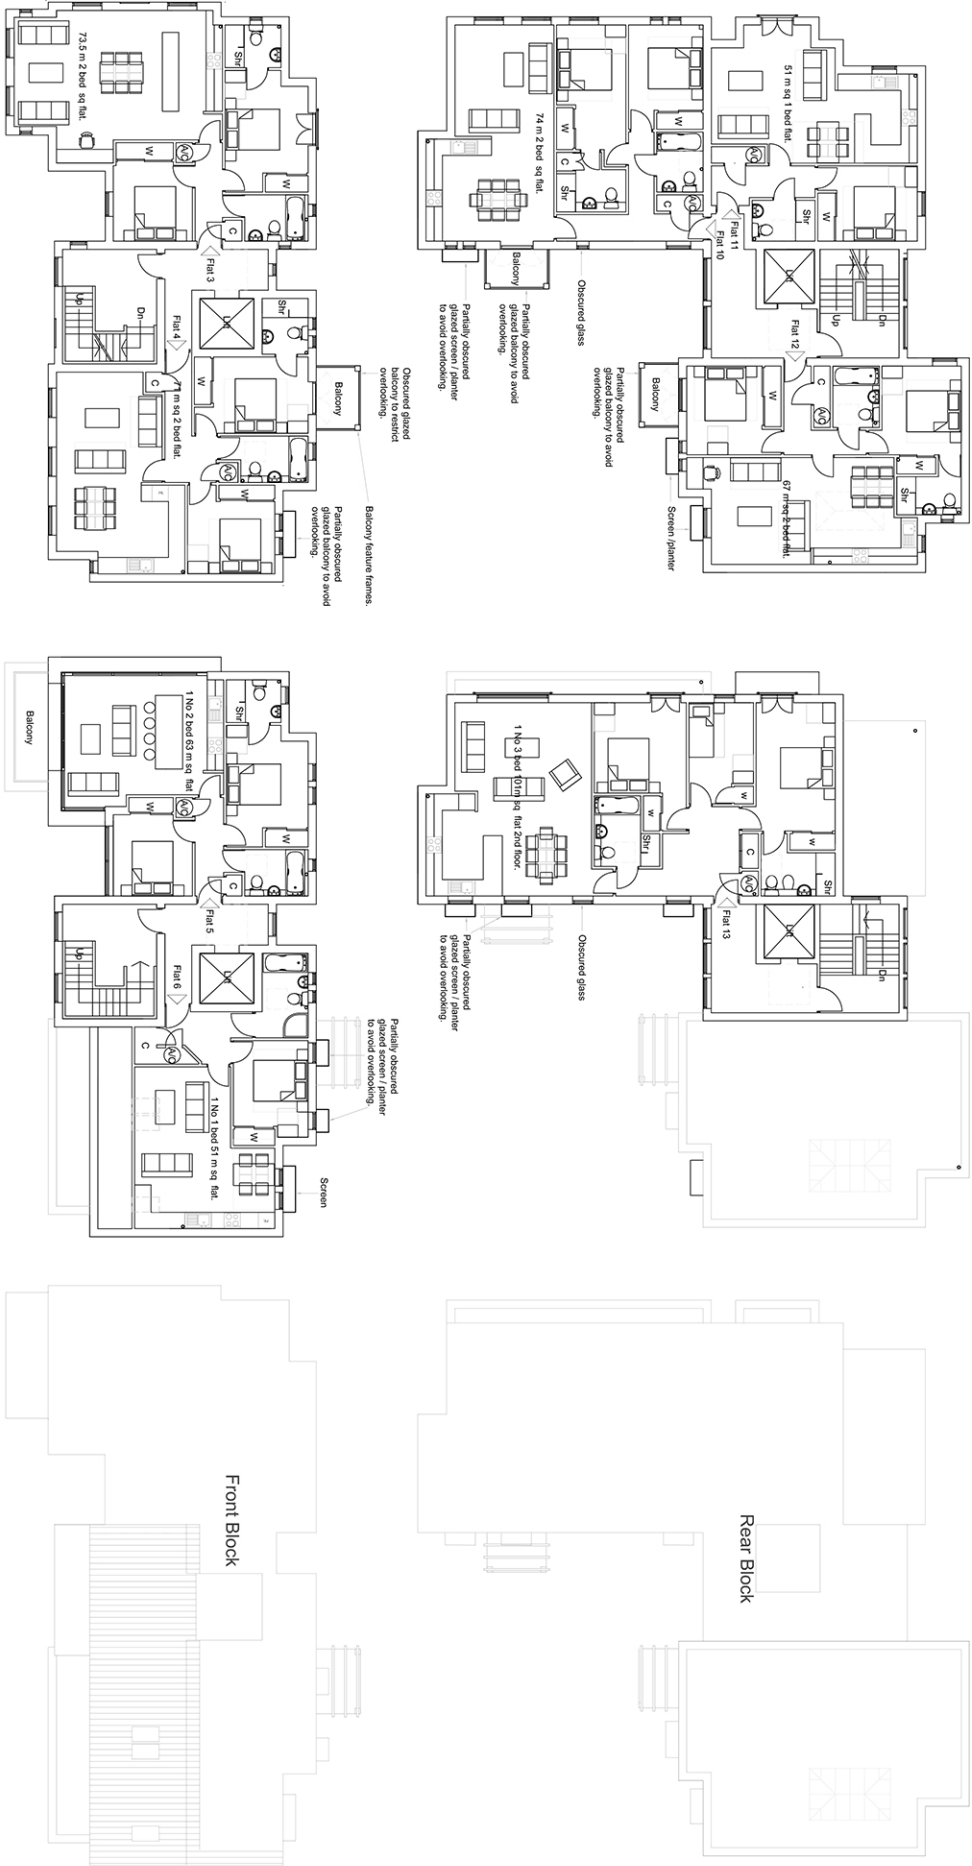 73.5 m 2 bed sq flat.
Shr
W
A/C
W
C
Flat 3
Up
Dn
Flat 4
Lift
Shr
C
W
71 m sq 2 bed flat.
A/C
W
Balcony
Obscured glazed
balcony to restrict
overlooking.
Balcony feature frames.
Partially obscured
glazed balcony to avoid
overlooking.
74 m 2 bed sq flat.
W
C
Shr
W
A/C
C
51 m sq 1 bed flat.
A/C
C
Shr
W
Flat 11
Flat 10
Balcony
Obscured glass
Partially obscured
glazed balcony to avoid
overlooking.
Partially obscured
glazed screen / planter
to avoid overlooking.
Lift
Up
Dn
Flat 12
Balcony
Partially obscured
glazed balcony to avoid
overlooking.
W
C
A/C
W
Shr
67 m sq 2 bed flat.
Screen /planter
Balcony
1 No 2 bed 63 m sq flat
Shr
W
A/C
W
C
Flat 5
Up
Flat 6
Lift
C
A/C
1 No 1 bed 51 m sq flat.
W
Partially obscured
glazed screen / planter
to avoid overlooking.
Screen
1 No 3 bed 101m sq flat 2nd floor.
W
Shr
W
C
A/C
W
Shr
Flat 13
Lift
Dn
Obscured glass
Partially obscured
glazed screen / planter
to avoid overlooking.
Front Block
Rear Block